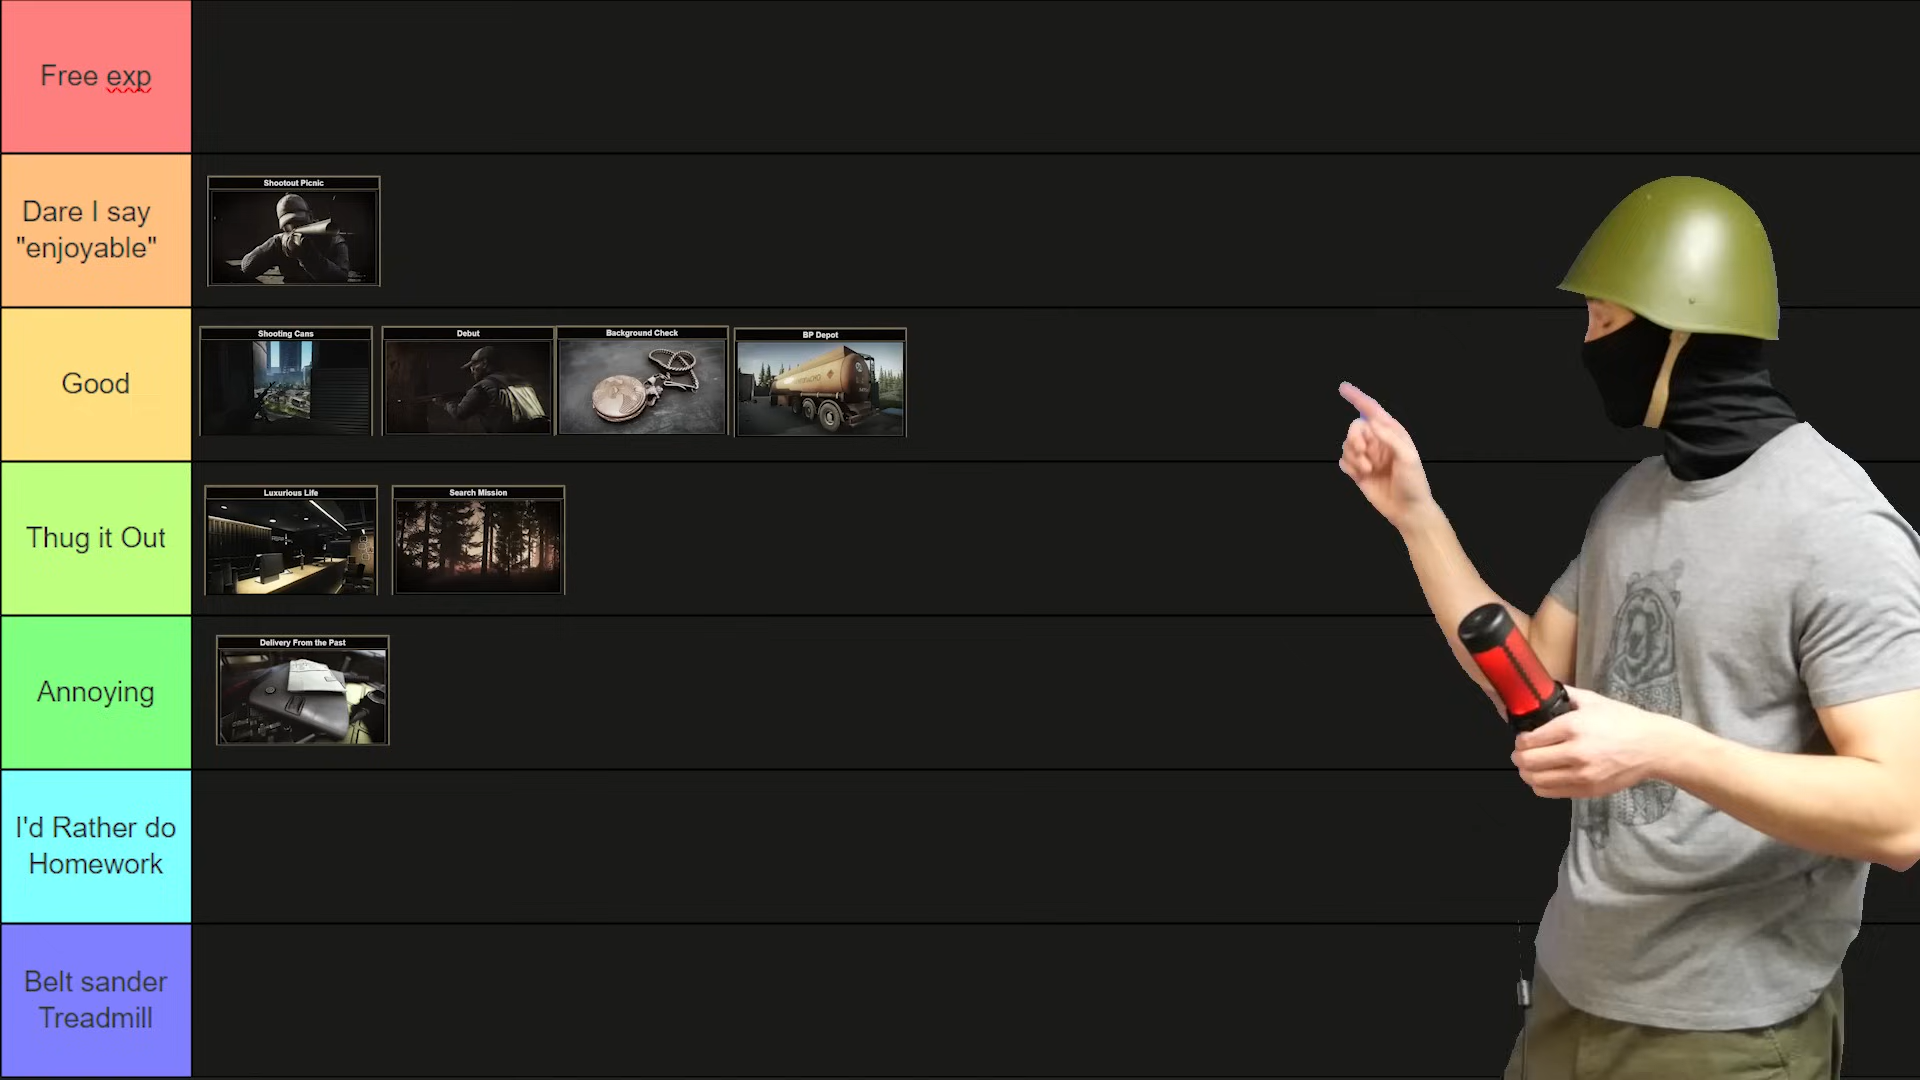 Free exp
Dare I say
"enjoyable"
Shootout Picnic
Good
Shooting Cans
Debut
Background Check
BP Depot
Thug it Out
Luxurious Life
Search Mission
Annoying
Delivery From the Past
I'd Rather do
Homework
Belt sander
Treadmill